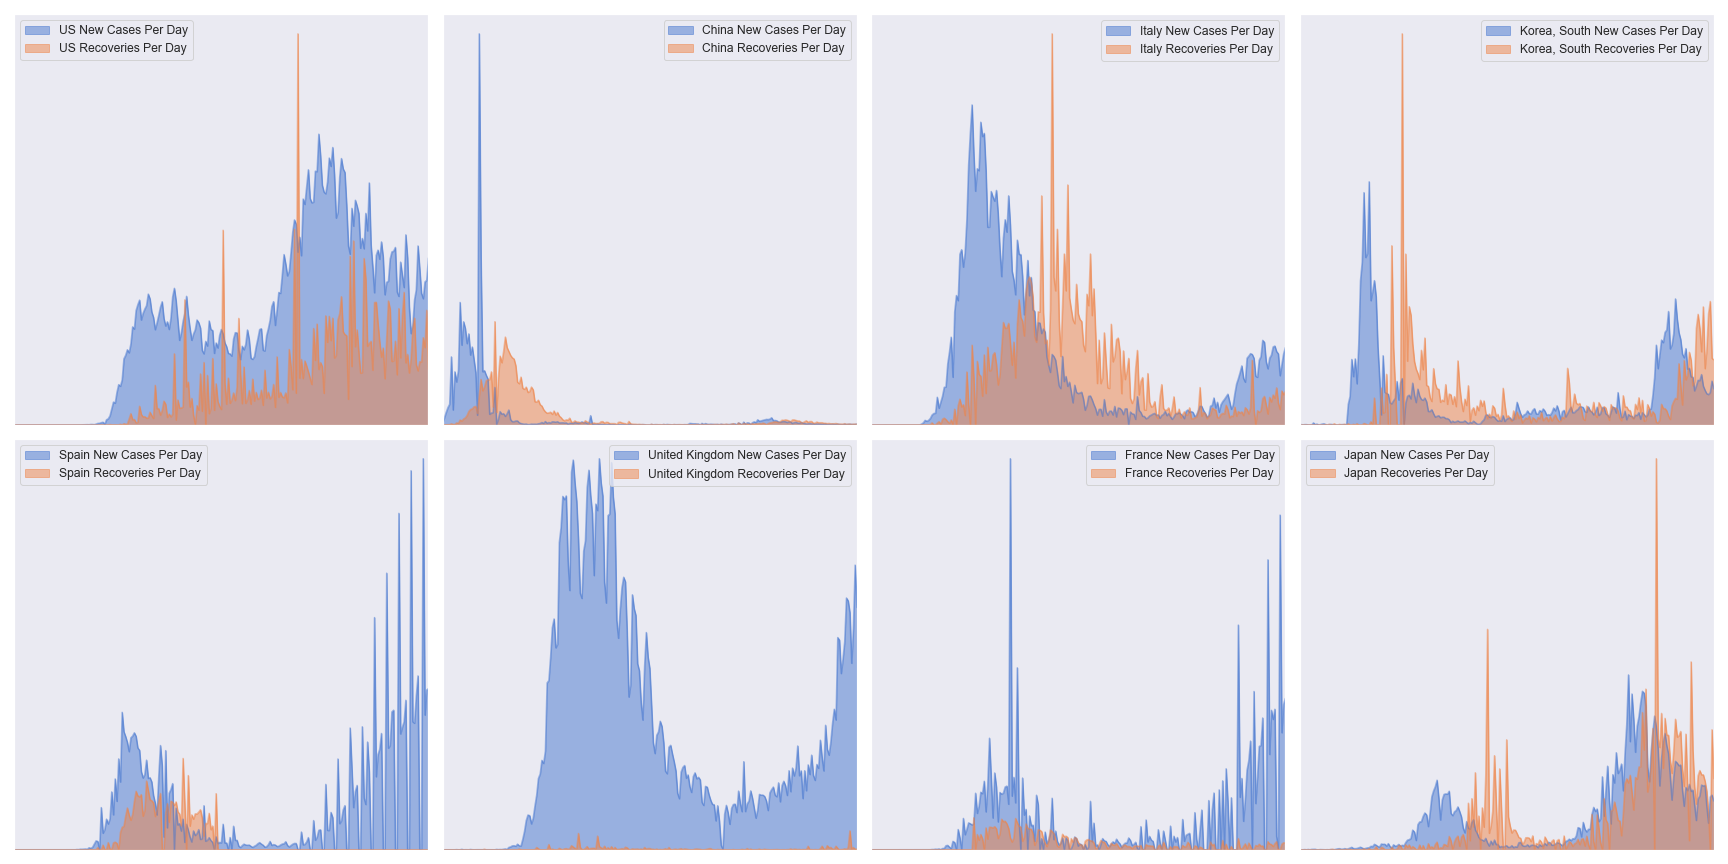 US New Cases Per Day
US Recoveries Per Day
China New Cases Per Day
China Recoveries Per Day
Italy New Cases Per Day
Italy Recoveries Per Day
Korea, South New Cases Per Day
Korea, South Recoveries Per Day
Spain New Cases Per Day
Spain Recoveries Per Day
United Kingdom New Cases Per Day
United Kingdom Recoveries Per Day
France New Cases Per Day
France Recoveries Per Day
Japan New Cases Per Day
Japan Recoveries Per Day